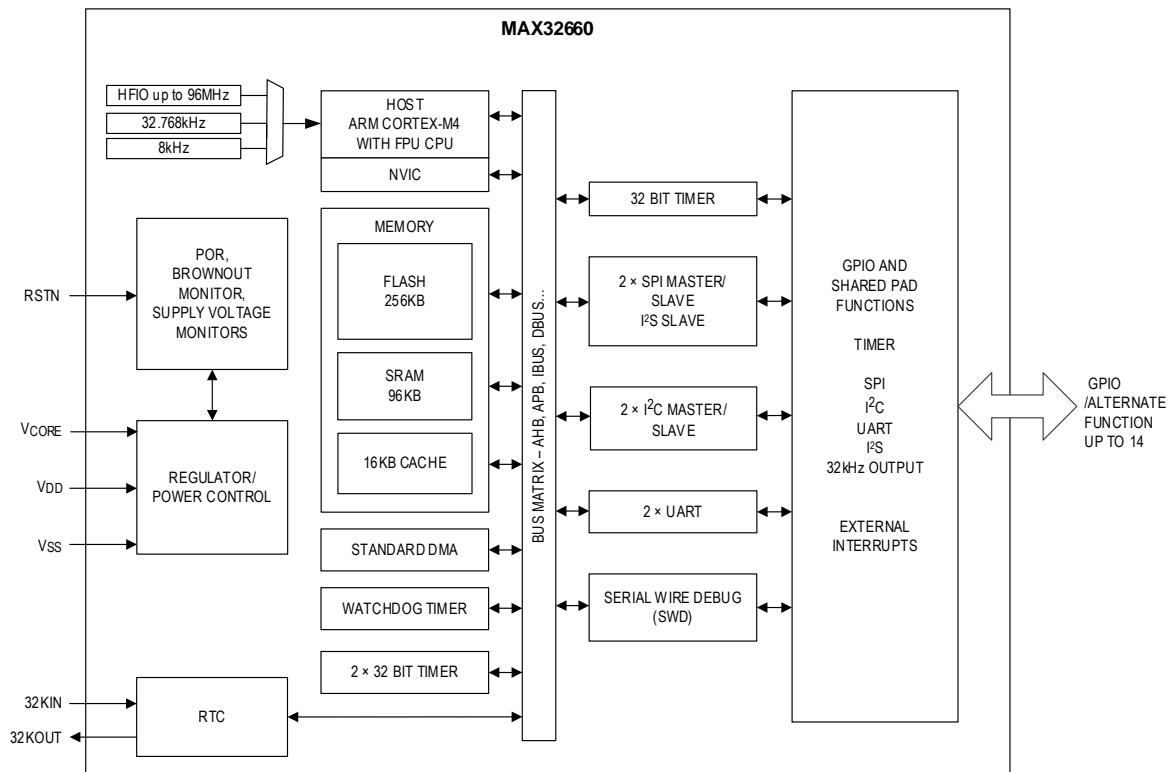 MAX32660
HFIO up to 96MHz
32.768kHz
8kHz
HOST
ARM CORTEX-M4
WITH FPU CPU
NVIC
MEMORY
FLASH
256KB
SRAM
96KB
16KB CACHE
STANDARD DMA
WATCHDOG TIMER
2 × 32 BIT TIMER
RSTN
POR,
BROWNOUT
MONITOR,
SUPPLY VOLTAGE
MONITORS
VCORE
VDD
VSS
REGULATOR/
POWER CONTROL
32KIN
32KOUT
RTC
BUS MATRIX – AHB, APB, IBUS, DBUS...
32 BIT TIMER
2 × SPI MASTER/
SLAVE
I²S SLAVE
2 × I²C MASTER/
SLAVE
2 × UART
SERIAL WIRE DEBUG
(SWD)
GPIO AND
SHARED PAD
FUNCTIONS
TIMER
SPI
I²C
UART
I²S
32kHz OUTPUT
EXTERNAL
INTERRUPTS
GPIO
/ALTERNATE
FUNCTION
UP TO 14